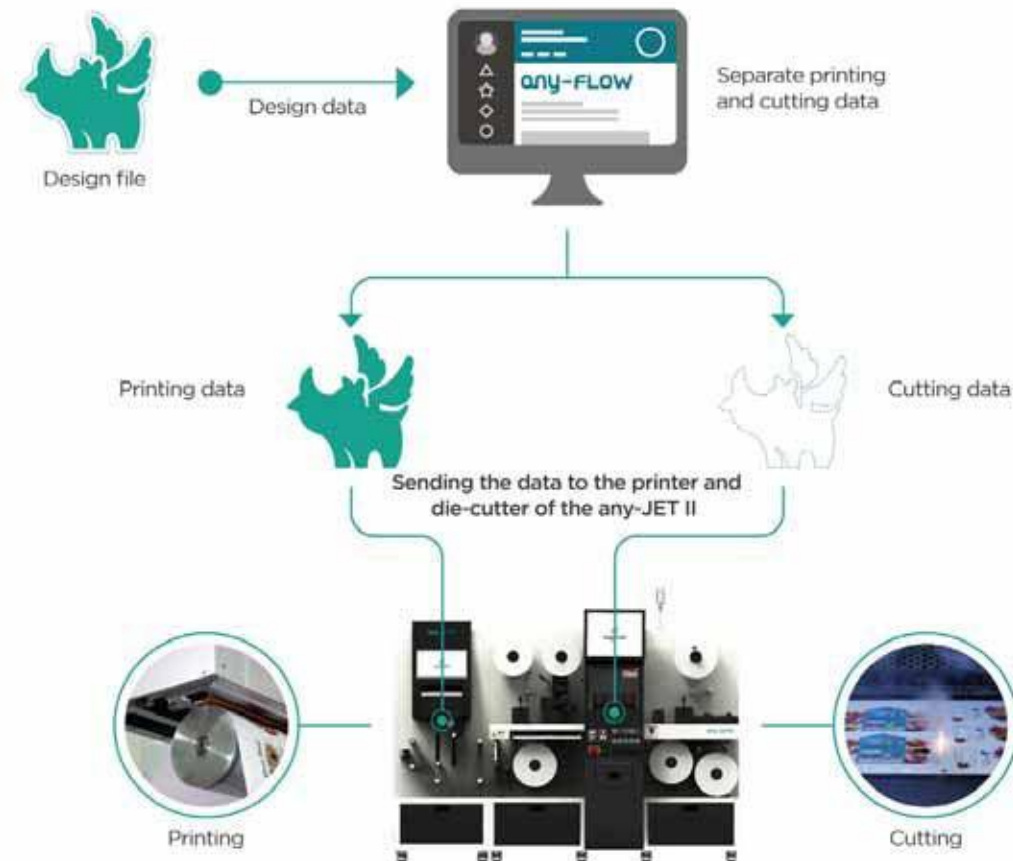 Design data
any-FLOW
Separate printing
and cutting data
Design file
Printing data
Cutting data
Sending the data to the printer and
die-cutter of the any-JET II
Printing
Cutting